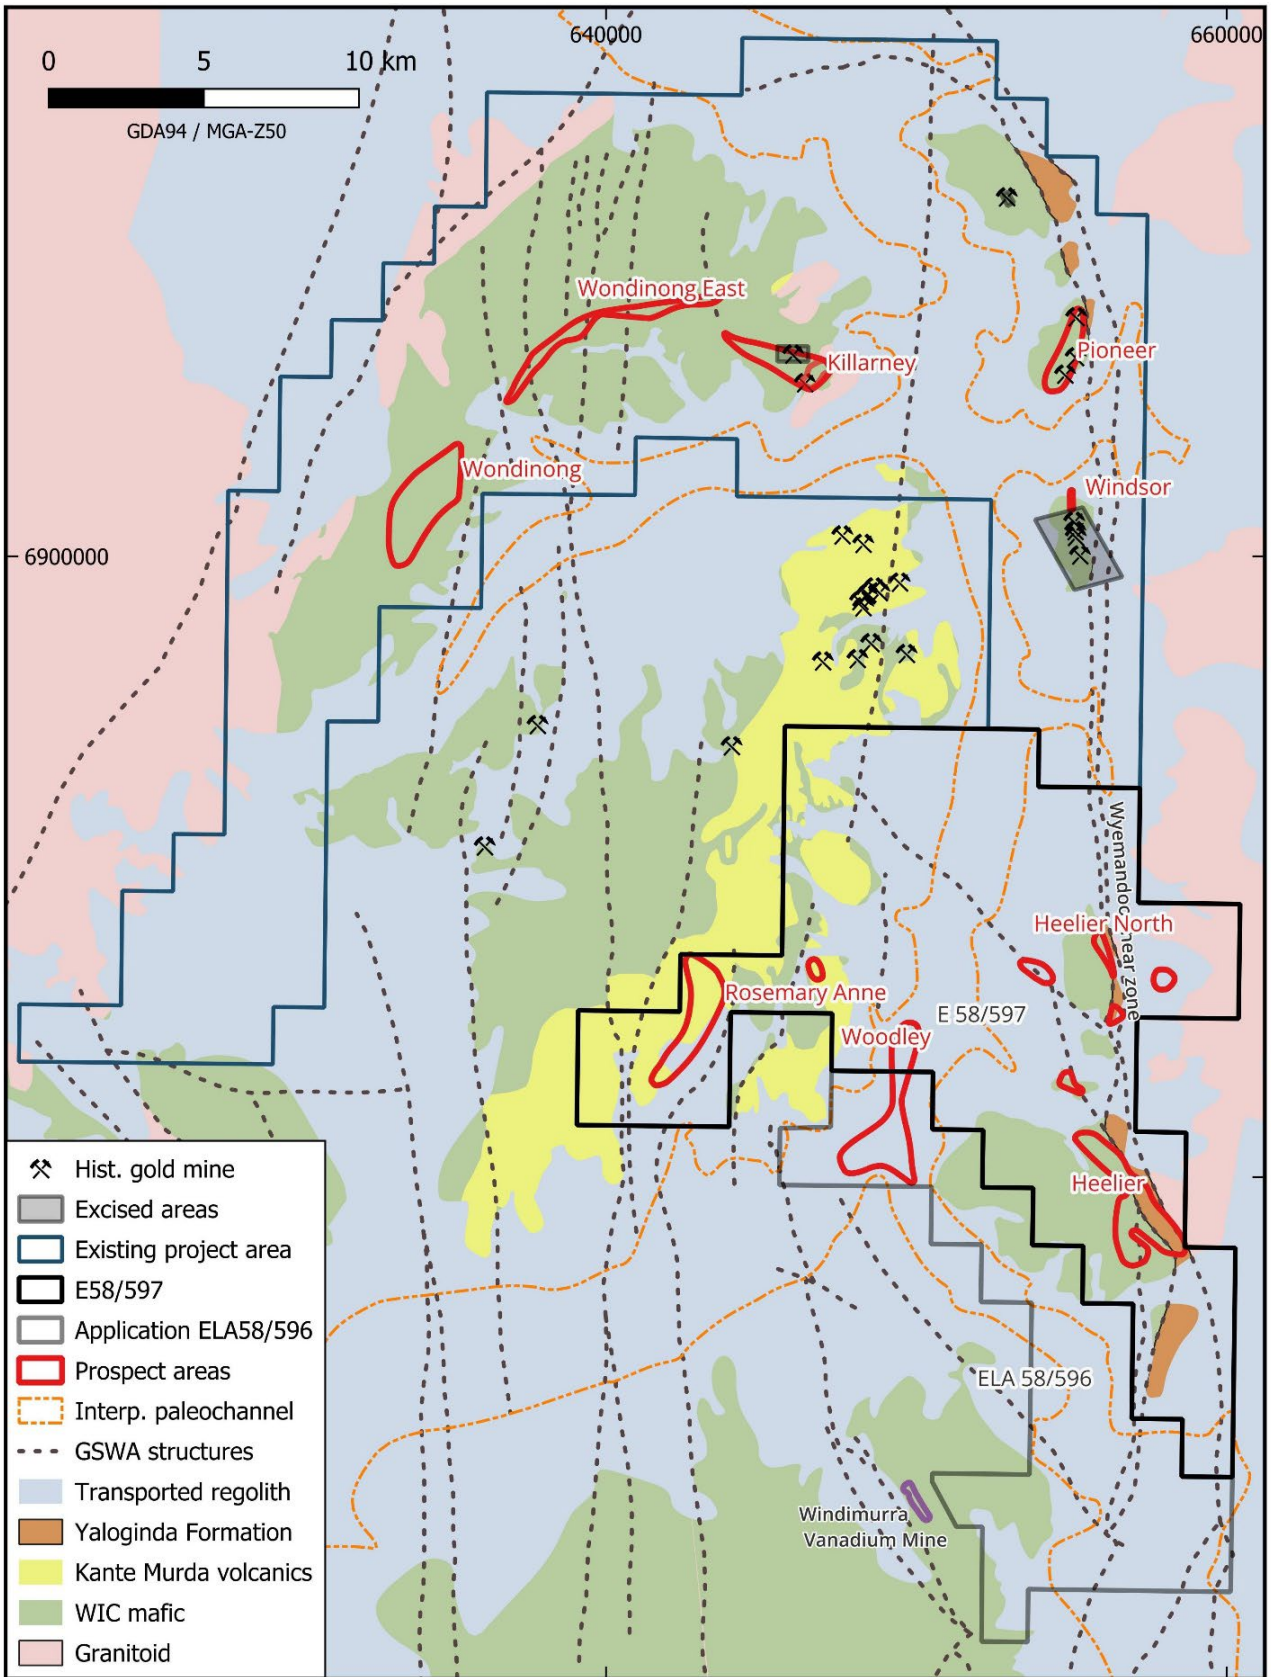 640000
660000
0 5 10 km
GDA94 / MGA-Z50
Wondinong East
Killarney
Pioneer
Wondinong
Windsor
6900000
Heelier North
Rosemary Anne
E 58/597
Woodley
Heelier
ELA 58/596
Windimurra
Vanadium Mine
Hist. gold mine
Excised areas
Existing project area
E58/597
Application ELA58/596
Prospect areas
Interp. paleochannel
GSWA structures
Transported regolith
Yaloginda Formation
Kante Murda volcanics
WIC mafic
Granitoid
zone